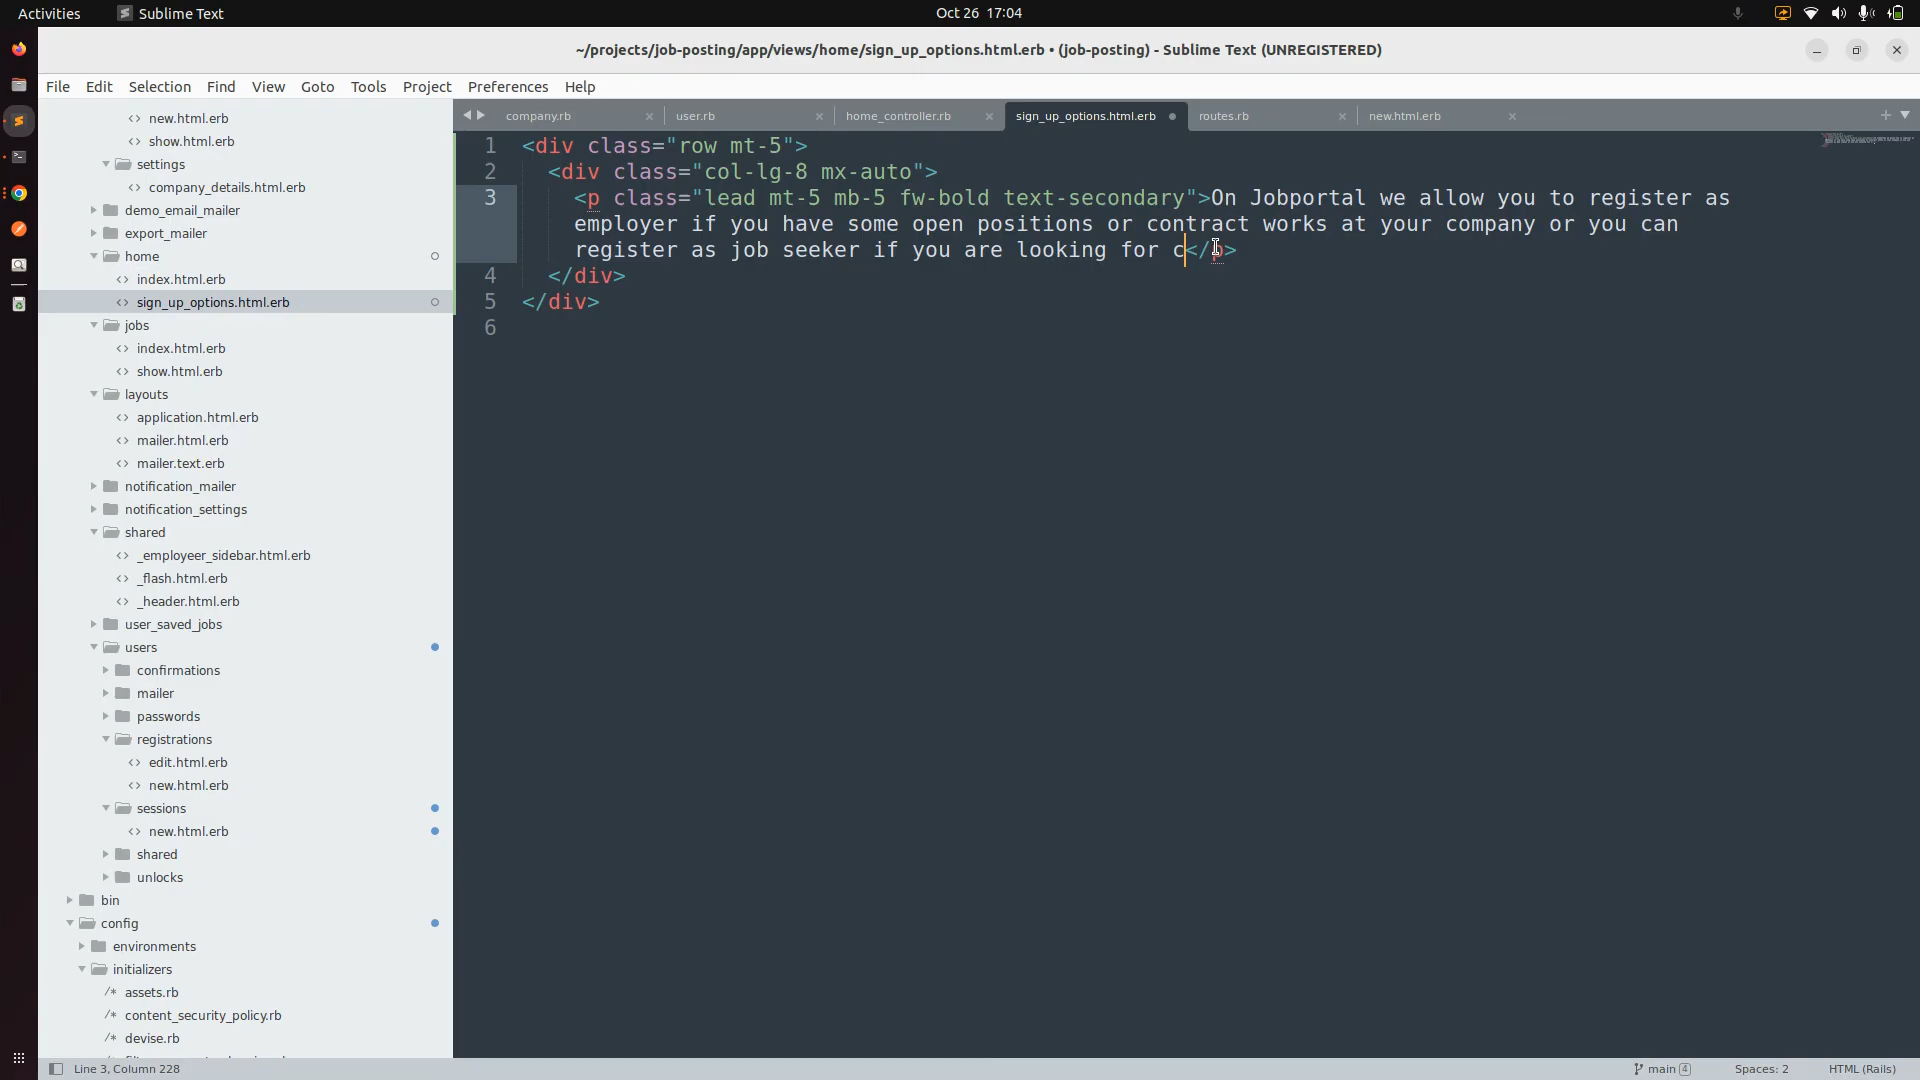 Activities
Sublime Text
Oct 26 17:04
~/projects/job-posting/app/views/home/sign_up_options.html.erb • (job-posting) - Sublime Text (UNREGISTERED)
File Edit Selection Find View Goto Tools Project Preferences Help
new.html.erb
show.html.erb
settings
company_details.html.erb
demo_email_mailer
export_mailer
home
index.html.erb
sign_up_options.html.erb
jobs
index.html.erb
show.html.erb
layouts
application.html.erb
mailer.html.erb
mailer.text.erb
notification_mailer
notification_settings
shared
_employeer_sidebar.html.erb
_flash.html.erb
_header.html.erb
user_saved_jobs
users
confirmations
mailer
passwords
registrations
edit.html.erb
new.html.erb
sessions
new.html.erb
shared
unlocks
bin
config
environments
initializers
/* assets.rb
/* content_security_policy.rb
/* devise.rb
company.rb
user.rb
home_controller.rb
sign_up_options.html.erb
routes.rb
new.html.erb
1 <div class="row mt-5">
2 <div class="col-lg-8 mx-auto">
3 <p class="lead mt-5 mb-5 fw-bold text-secondary">On Jobportal we allow you to register as
employer if you have some open positions or contract works at your company or you can
register as job seeker if you are looking for c</p>
4 </div>
5 </div>
6
Line 3, Column 228
main 4
Spaces: 2
HTML (Rails)